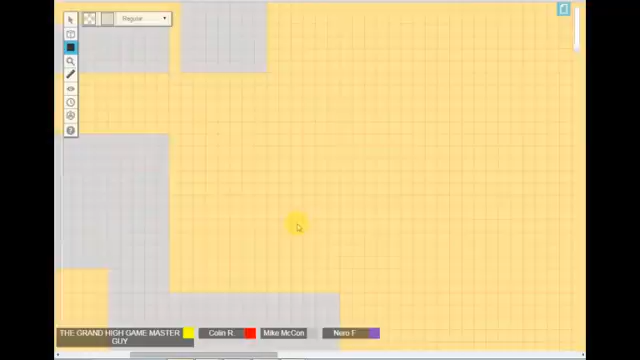 Regular
THE GRAND HIGH GAME MASTER
GUY
Colin R.
Mike McCon
Nero F